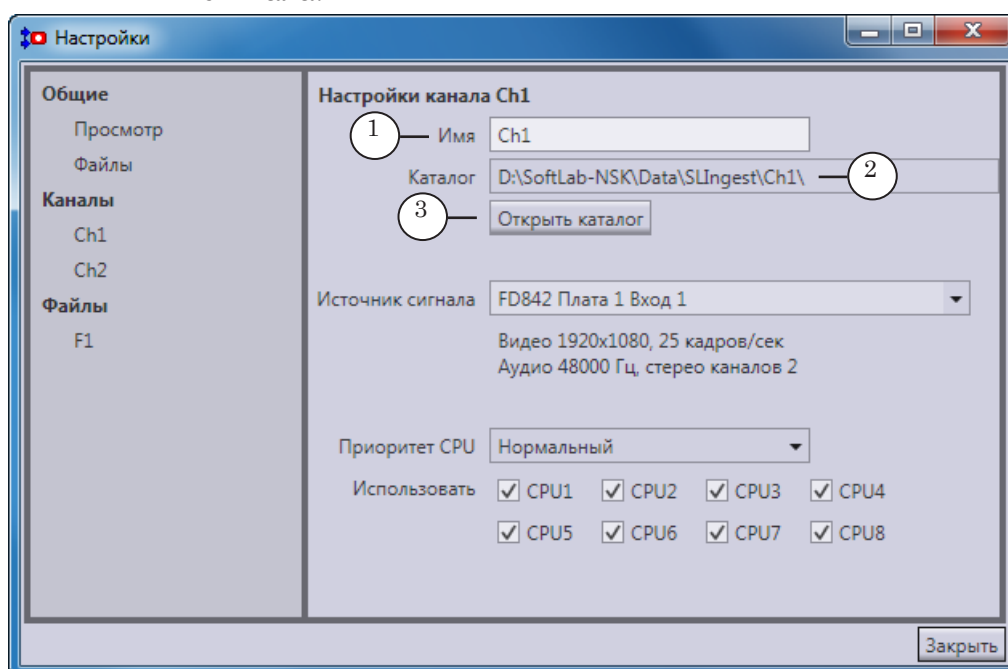 Настройки
Общие
Просмотр
Файлы
Каналы
Ch1
Ch2
Файлы
F1
Настройки канала Ch1
1
Имя Ch1
Каталог D:\SoftLab-NSK\Data\SLIngest\Ch1\ 2
3
Открыть каталог
Источник сигнала FD842 Плата 1 Вход 1
Видео 1920x1080, 25 кадров/сек
Аудио 48000 Гц, стерео каналов 2
Приоритет CPU Нормальный
Использовать CPU1 CPU2 CPU3 CPU4
CPU5 CPU6 CPU7 CPU8
Закрыть